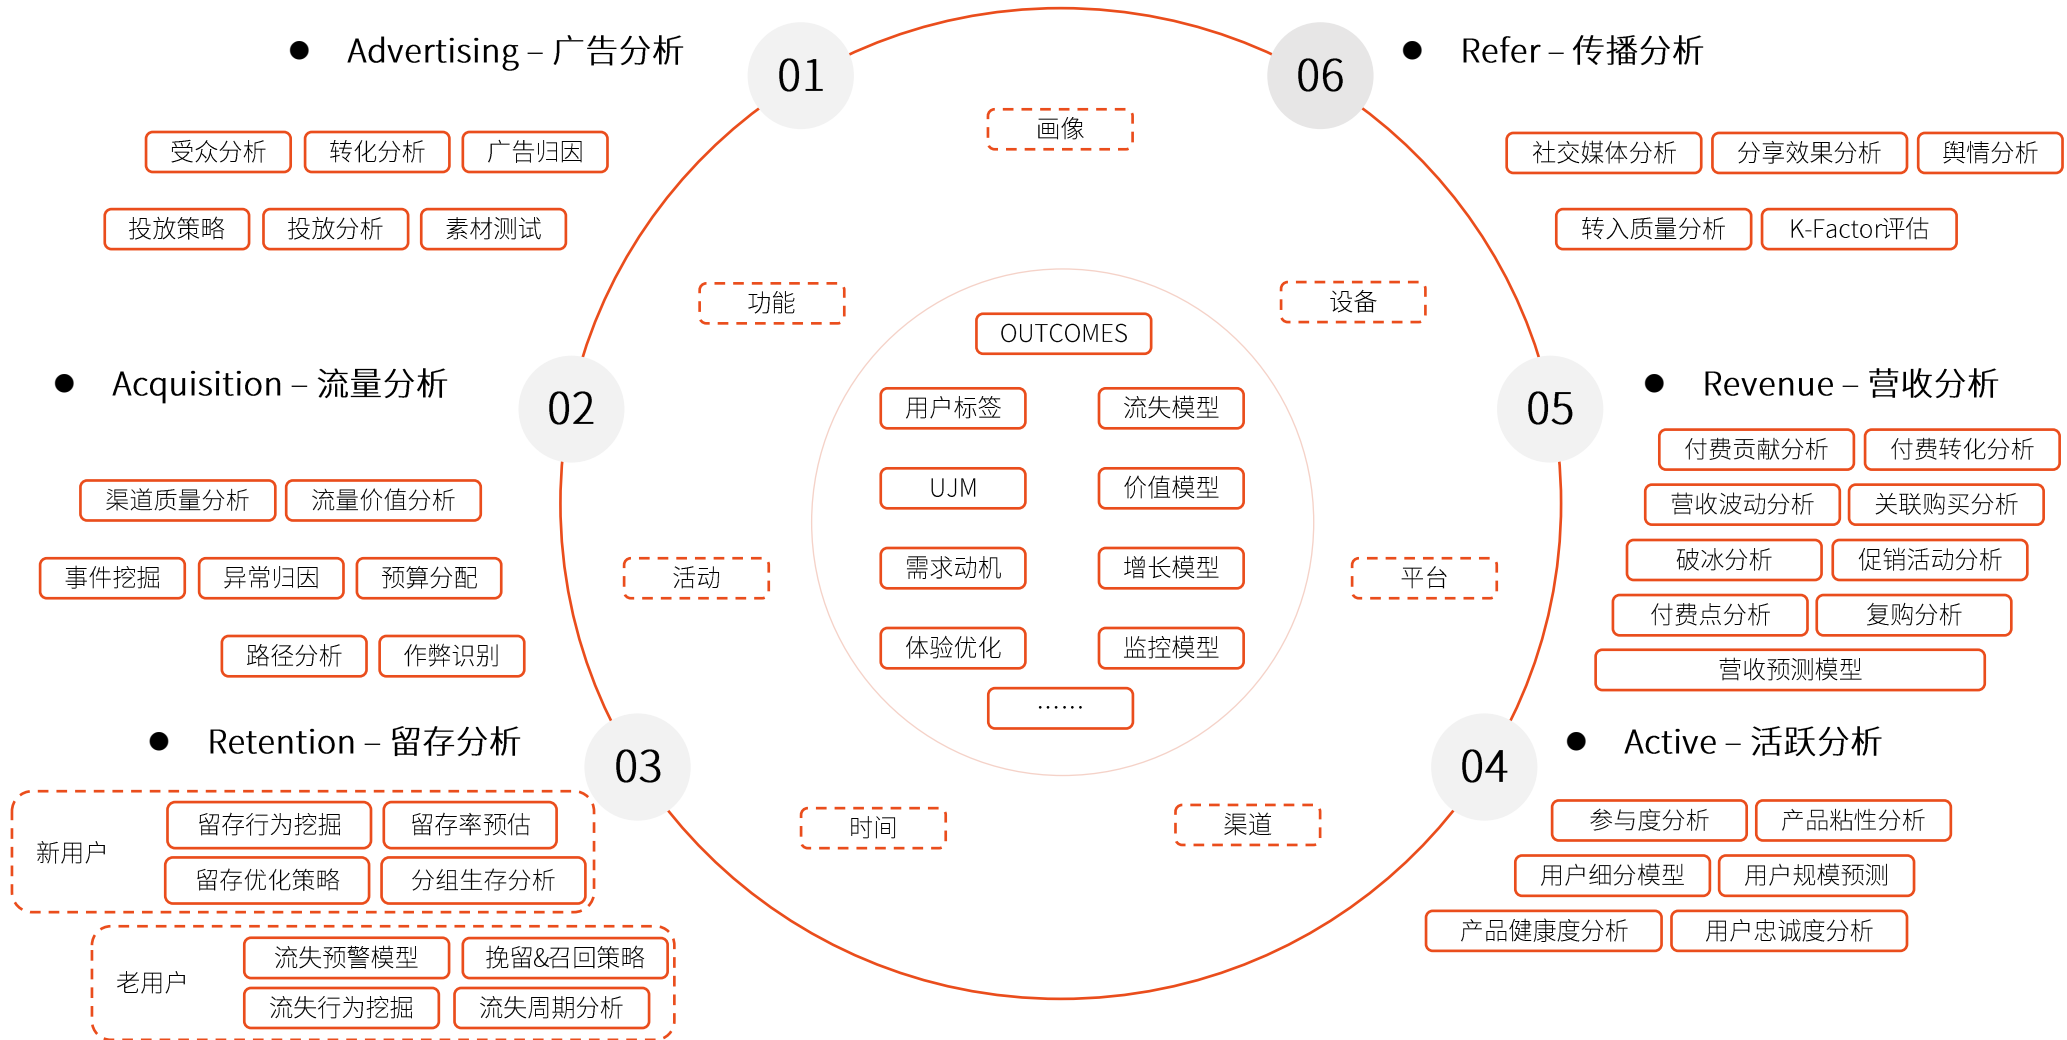 01
Advertising – 广告分析
受众分析
转化分析
广告归因
投放策略
投放分析
素材测试
02
Acquisition – 流量分析
渠道质量分析
流量价值分析
事件挖掘
异常归因
预算分配
路径分析
作弊识别
03
Retention – 留存分析
新用户
留存行为挖掘
留存率预估
留存优化策略
分组生存分析
老用户
流失预警模型
挽留&召回策略
流失行为挖掘
流失周期分析
画像
功能
设备
活动
平台
时间
渠道
OUTCOMES
用户标签
流失模型
UJM
价值模型
需求动机
增长模型
体验优化
监控模型
……
06
Refer – 传播分析
社交媒体分析
分享效果分析
舆情分析
转入质量分析
K-Factor评估
05
Revenue – 营收分析
付费贡献分析
付费转化分析
营收波动分析
关联购买分析
破冰分析
促销活动分析
付费点分析
复购分析
营收预测模型
04
Active – 活跃分析
参与度分析
产品粘性分析
用户细分模型
用户规模预测
产品健康度分析
用户忠诚度分析